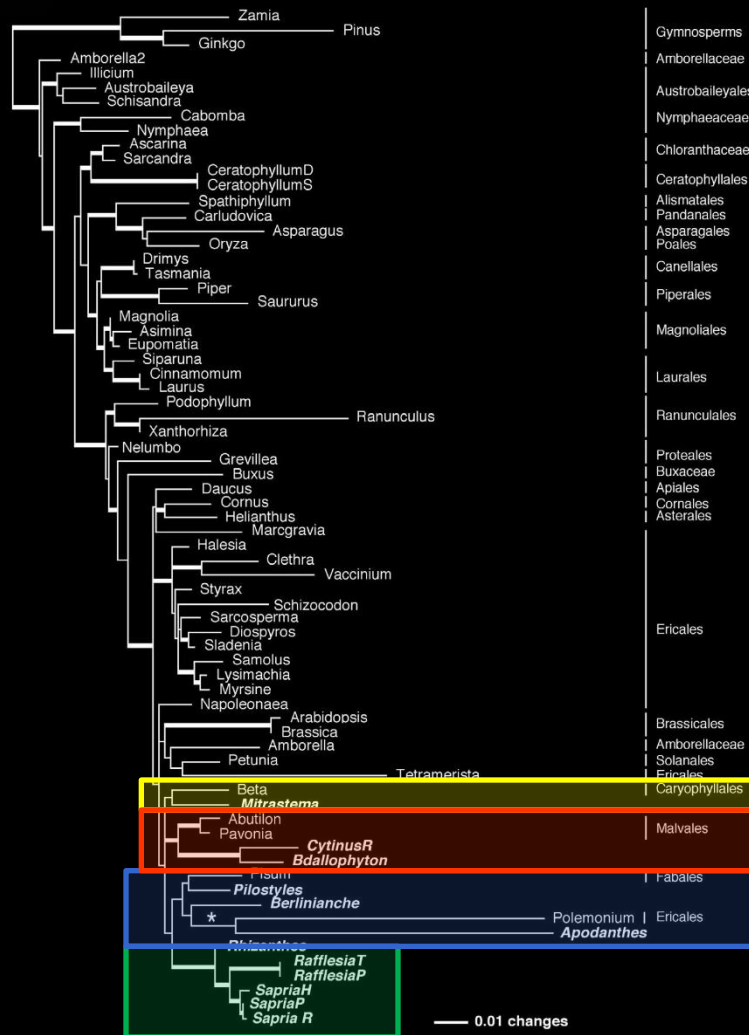 Zamia
Pinus
Ginkgo
Gymnosperms
Amborella2
Amborellaceae
Illicium
Austrobaileya
Schisandra
Austrobaileyales
Cabomba
Nymphaea
Nymphaeaceae
Ascarina
Sarcandra
Chloranthaceae
CeratophyllumD
CeratophyllumS
Ceratophyllales
Spathiphyllum
Alismatales
Carludovica
Pandanales
Asparagus
Asparagales
Oryza
Poales
Drimys
Tasmania
Canellales
Piper
Saururus
Piperales
Magnolia
Asimina
Eupomatia
Magnoliales
Siparuna
Cinnamomum
Laurus
Laurales
Podophyllum
Ranunculus
Xanthorhiza
Ranunculales
Nelumbo
Grevillea
Proteales
Buxus
Buxaceae
Daucus
Apiales
Cornus
Cornales
Helianthus
Asterales
Marcgravia
Halesia
Clethra
Vaccinium
Styrax
Schizocodon
Sarcosperma
Diospyros
Sladenia
Samolus
Lysimachia
Myrsine
Napoleonaea
Ericales
Arabidopsis
Brassica
Brassicales
Amborella
Amborellaceae
Petunia
Solanales
Tetramerista
Ericales
Beta
Caryophyllales
Mitrastema
Abutilon
Pavonia
Malvales
CytinusR
Bdallophyton
Pisum
Fabales
Pilostyles
Berlinianche
*
Polemonium
Ericales
Apodanthes
Rhizanthes
RafflesiaT
RafflesiaP
SapriaH
SapriaP
Sapria R
0.01 changes